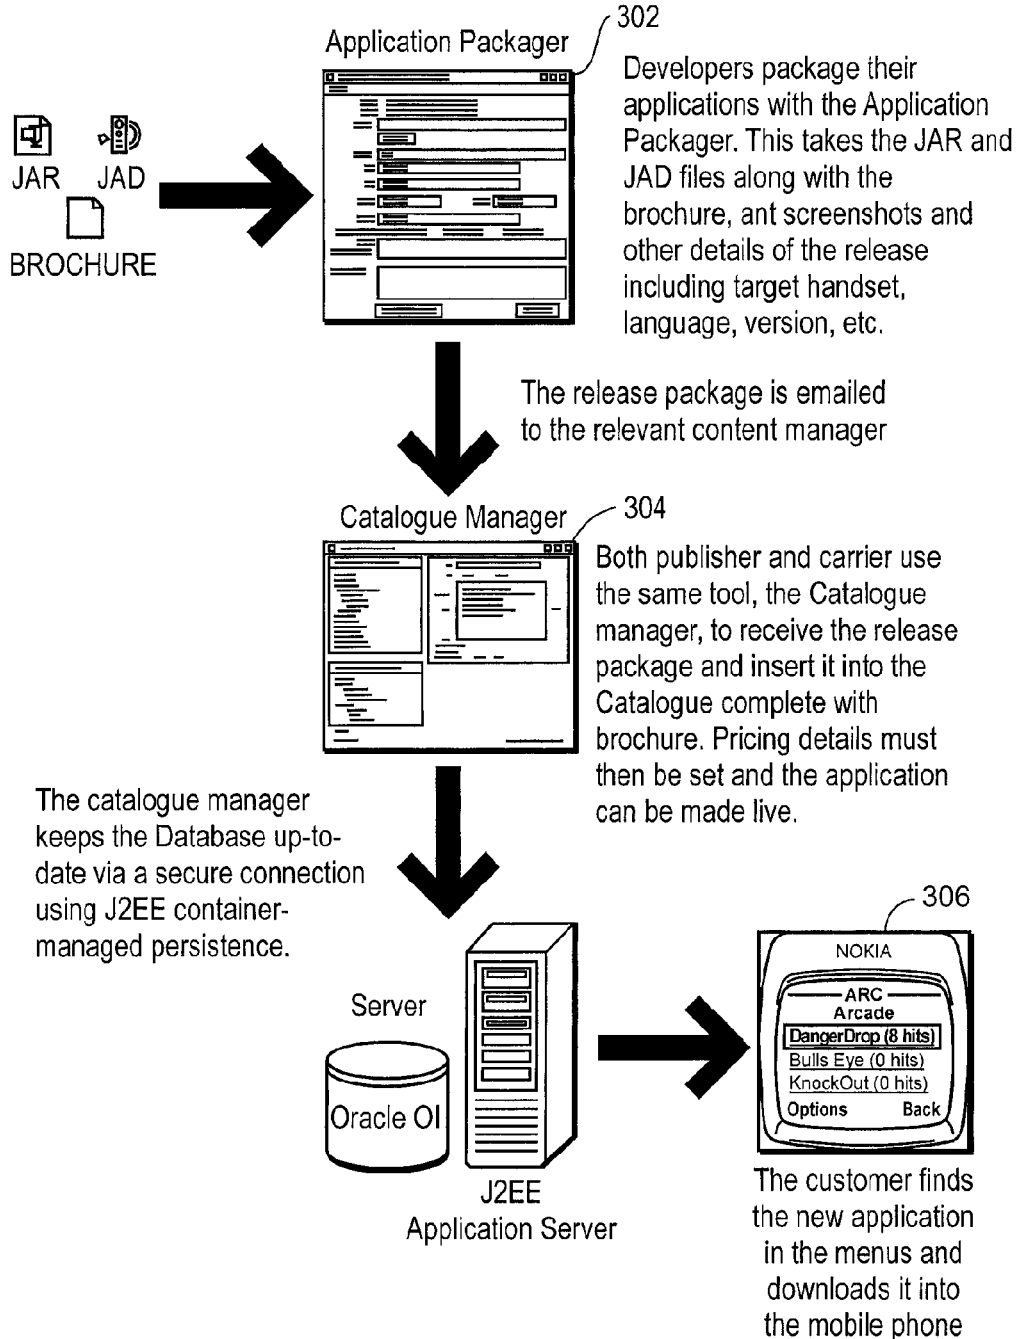 302
Application Packager
Developers package their
applications with the Application
Packager. This takes the JAR and
JAD files along with the
brochure, ant screenshots and
other details of the release
including target handset,
language, version, etc.
JAR
JAD
BROCHURE
The release package is emailed
to the relevant content manager
304
Catalogue Manager
Both publisher and carrier use
the same tool, the Catalogue
manager, to receive the release
package and insert it into the
Catalogue complete with
brochure. Pricing details must
then be set and the application
can be made live.
The catalogue manager
keeps the Database up-to-
date via a secure connection
using J2EE container-
managed persistence.
Server
Oracle OI
J2EE
Application Server
306
NOKIA
ARC
Arcade
DangerDrop (8 hits)
Bulls Eye (0 hits)
KnockOut (0 hits)
Options
Back
The customer finds
the new application
in the menus and
downloads it into
the mobile phone